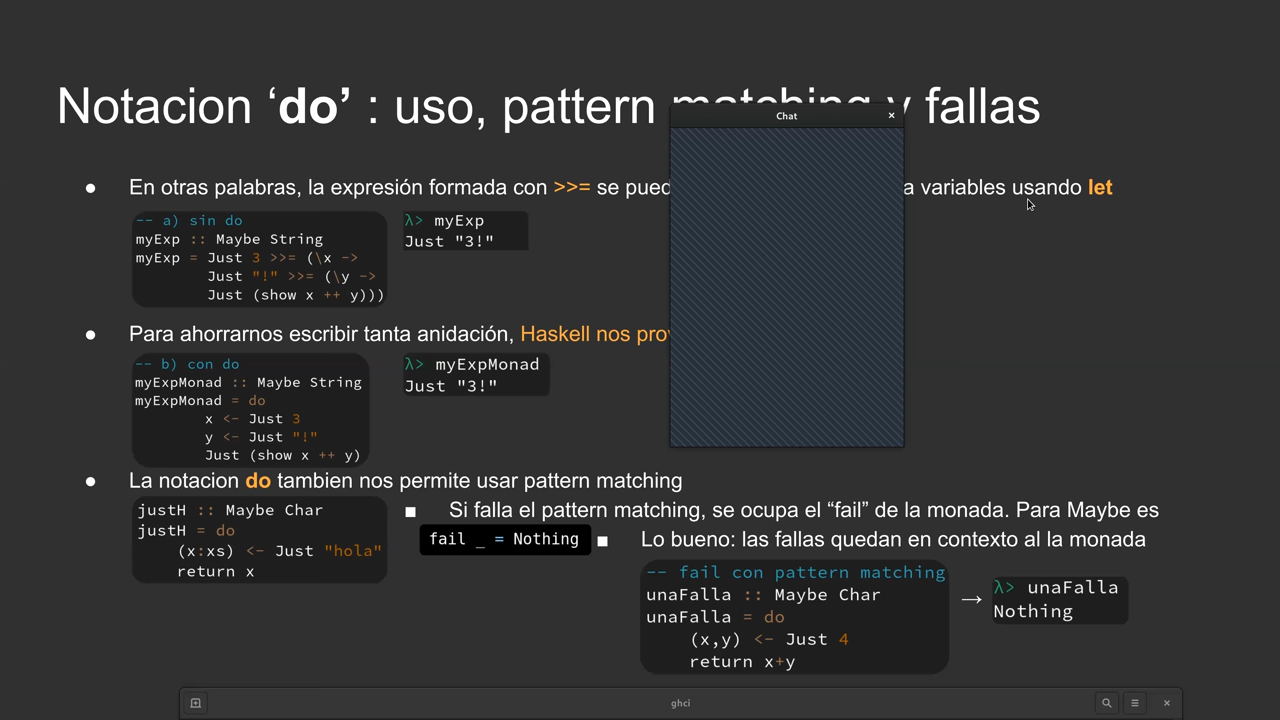 Notacion ‘do’ : uso, pattern matching y fallas
Chat
×
● En otras palabras, la expresión formada con >>= se a variables usando let
-- a) sin do
myExp :: Maybe String
myExp = Just 3 >>= (\x ->
Just "!" >>= (\y ->
Just (show x ++ y)))
λ> myExp
Just "3!"
● Para ahorrarnos escribir tanta anidación, Haskell nos
-- b) con do
myExpMonad :: Maybe String
myExpMonad = do
x <- Just 3
y <- Just "!"
Just (show x ++ y)
λ> myExpMonad
Just "3!"
● La notacion do tambien nos permite usar pattern matching
justH :: Maybe Char
justH = do
(x:xs) <- Just "hola"
return x
■ Si falla el pattern matching, se ocupa el “fail” de la monada. Para Maybe es
fail _ = Nothing
■ Lo bueno: las fallas quedan en contexto al la monada
-- fail con pattern matching
unaFalla :: Maybe Char
unaFalla = do
(x,y) <- Just 4
return x+y
→
λ> unaFalla
Nothing
ghci
×